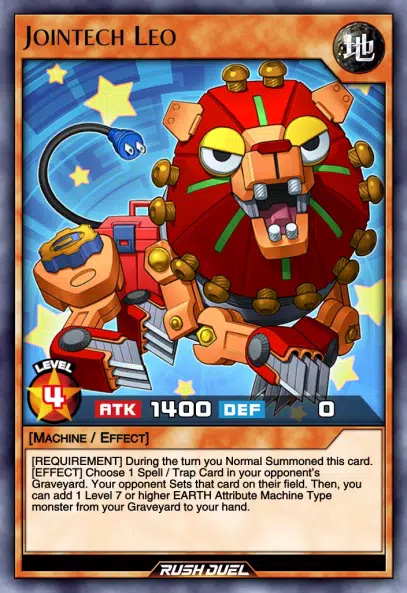 Jointech Leo
地
LEVEL
4
ATK 1400 DEF 0
[Machine / Effect]
[REQUIREMENT] During the turn you Normal Summoned this card.
[EFFECT] Choose 1 Spell / Trap Card in your opponent's
Graveyard. Your opponent Sets that card on their field. Then, you
can add 1 Level 7 or higher EARTH Attribute Machine Type
monster from your Graveyard to your hand.
RUSH DUEL